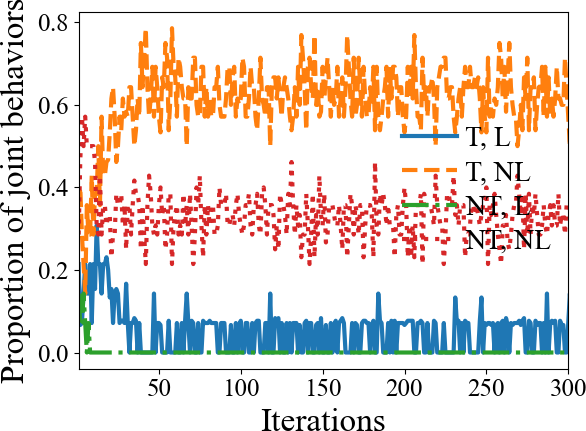 Proportion of joint behaviors
0.8
0.6
0.4
0.2
0.0
T, L
T, NL
NT, L
NT, NL
50
100
150
200
250
300
Iterations